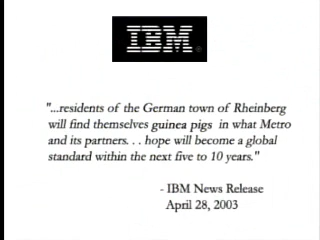 IBM
"...residents of the German town of Rheinberg
will find themselves guinea pigs in what Metro
and its partners. . . hope will become a global
standard within the next five to 10 years."
- IBM News Release
April 28, 2003